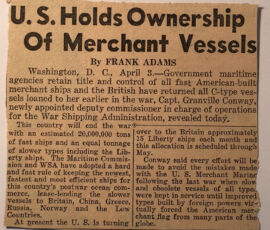 U. S. Holds Ownership
Of Merchant Vessels
By FRANK ADAMS
Washington, D. C., April 3.—Government maritime
agencies retain title and control of all fast American-built
merchant ships and the British have returned all C-type ves-
sels loaned to her earlier in the war, Capt. Granville Conway,
newly appointed deputy commissioner in charge of operations
for the War Shipping Administration, revealed today.
This country will end the war
with an estimated 20,000,000 tons
of fast ships and an equal tonnage
of slower types including the Lib-
erty ships. The Maritime Commis-
sion and WSA have adopted a hard
and fast rule of keeping the newest,
fastest and most efficient ships for
this country's postwar ocean com-
merce, lease-lending the slower
vessels to Britain, China, Greece,
Russia, Norway and the Low
Countries.
At present the U. S. is turning
over to the Britain approximately
15 Liberty ships each month and
this allocation is scheduled through
May.
Conway said every effort will be
made to avoid the mistakes made
with the U. S. Merchant Marine
following the last war when slow
and obsolete vessels of all types
were kept in service until improved
types built by foreign powers vir-
tually forced the American mer-
chant flag from many parts of the
globe.